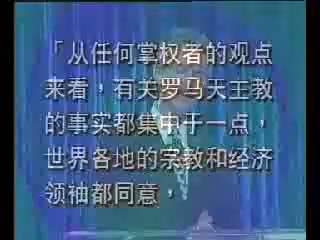 「从任何掌权者的观点
来看，有关罗马天王教
的事实都集中于一点，
世界各地的宗教和经济
领袖都同意，